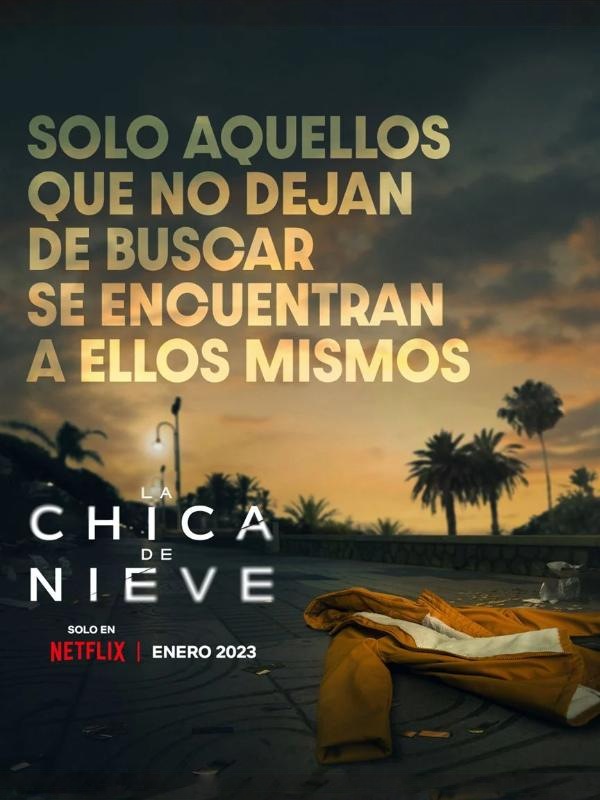 SOLO AQUELLOS
QUE NO DEJAN
DE BUSCAR
SE ENCUENTRAN
A ELLOS MISMOS
LA
CHICA
DE
NIEVE
SOLO EN
NETFLIX | ENERO 2023